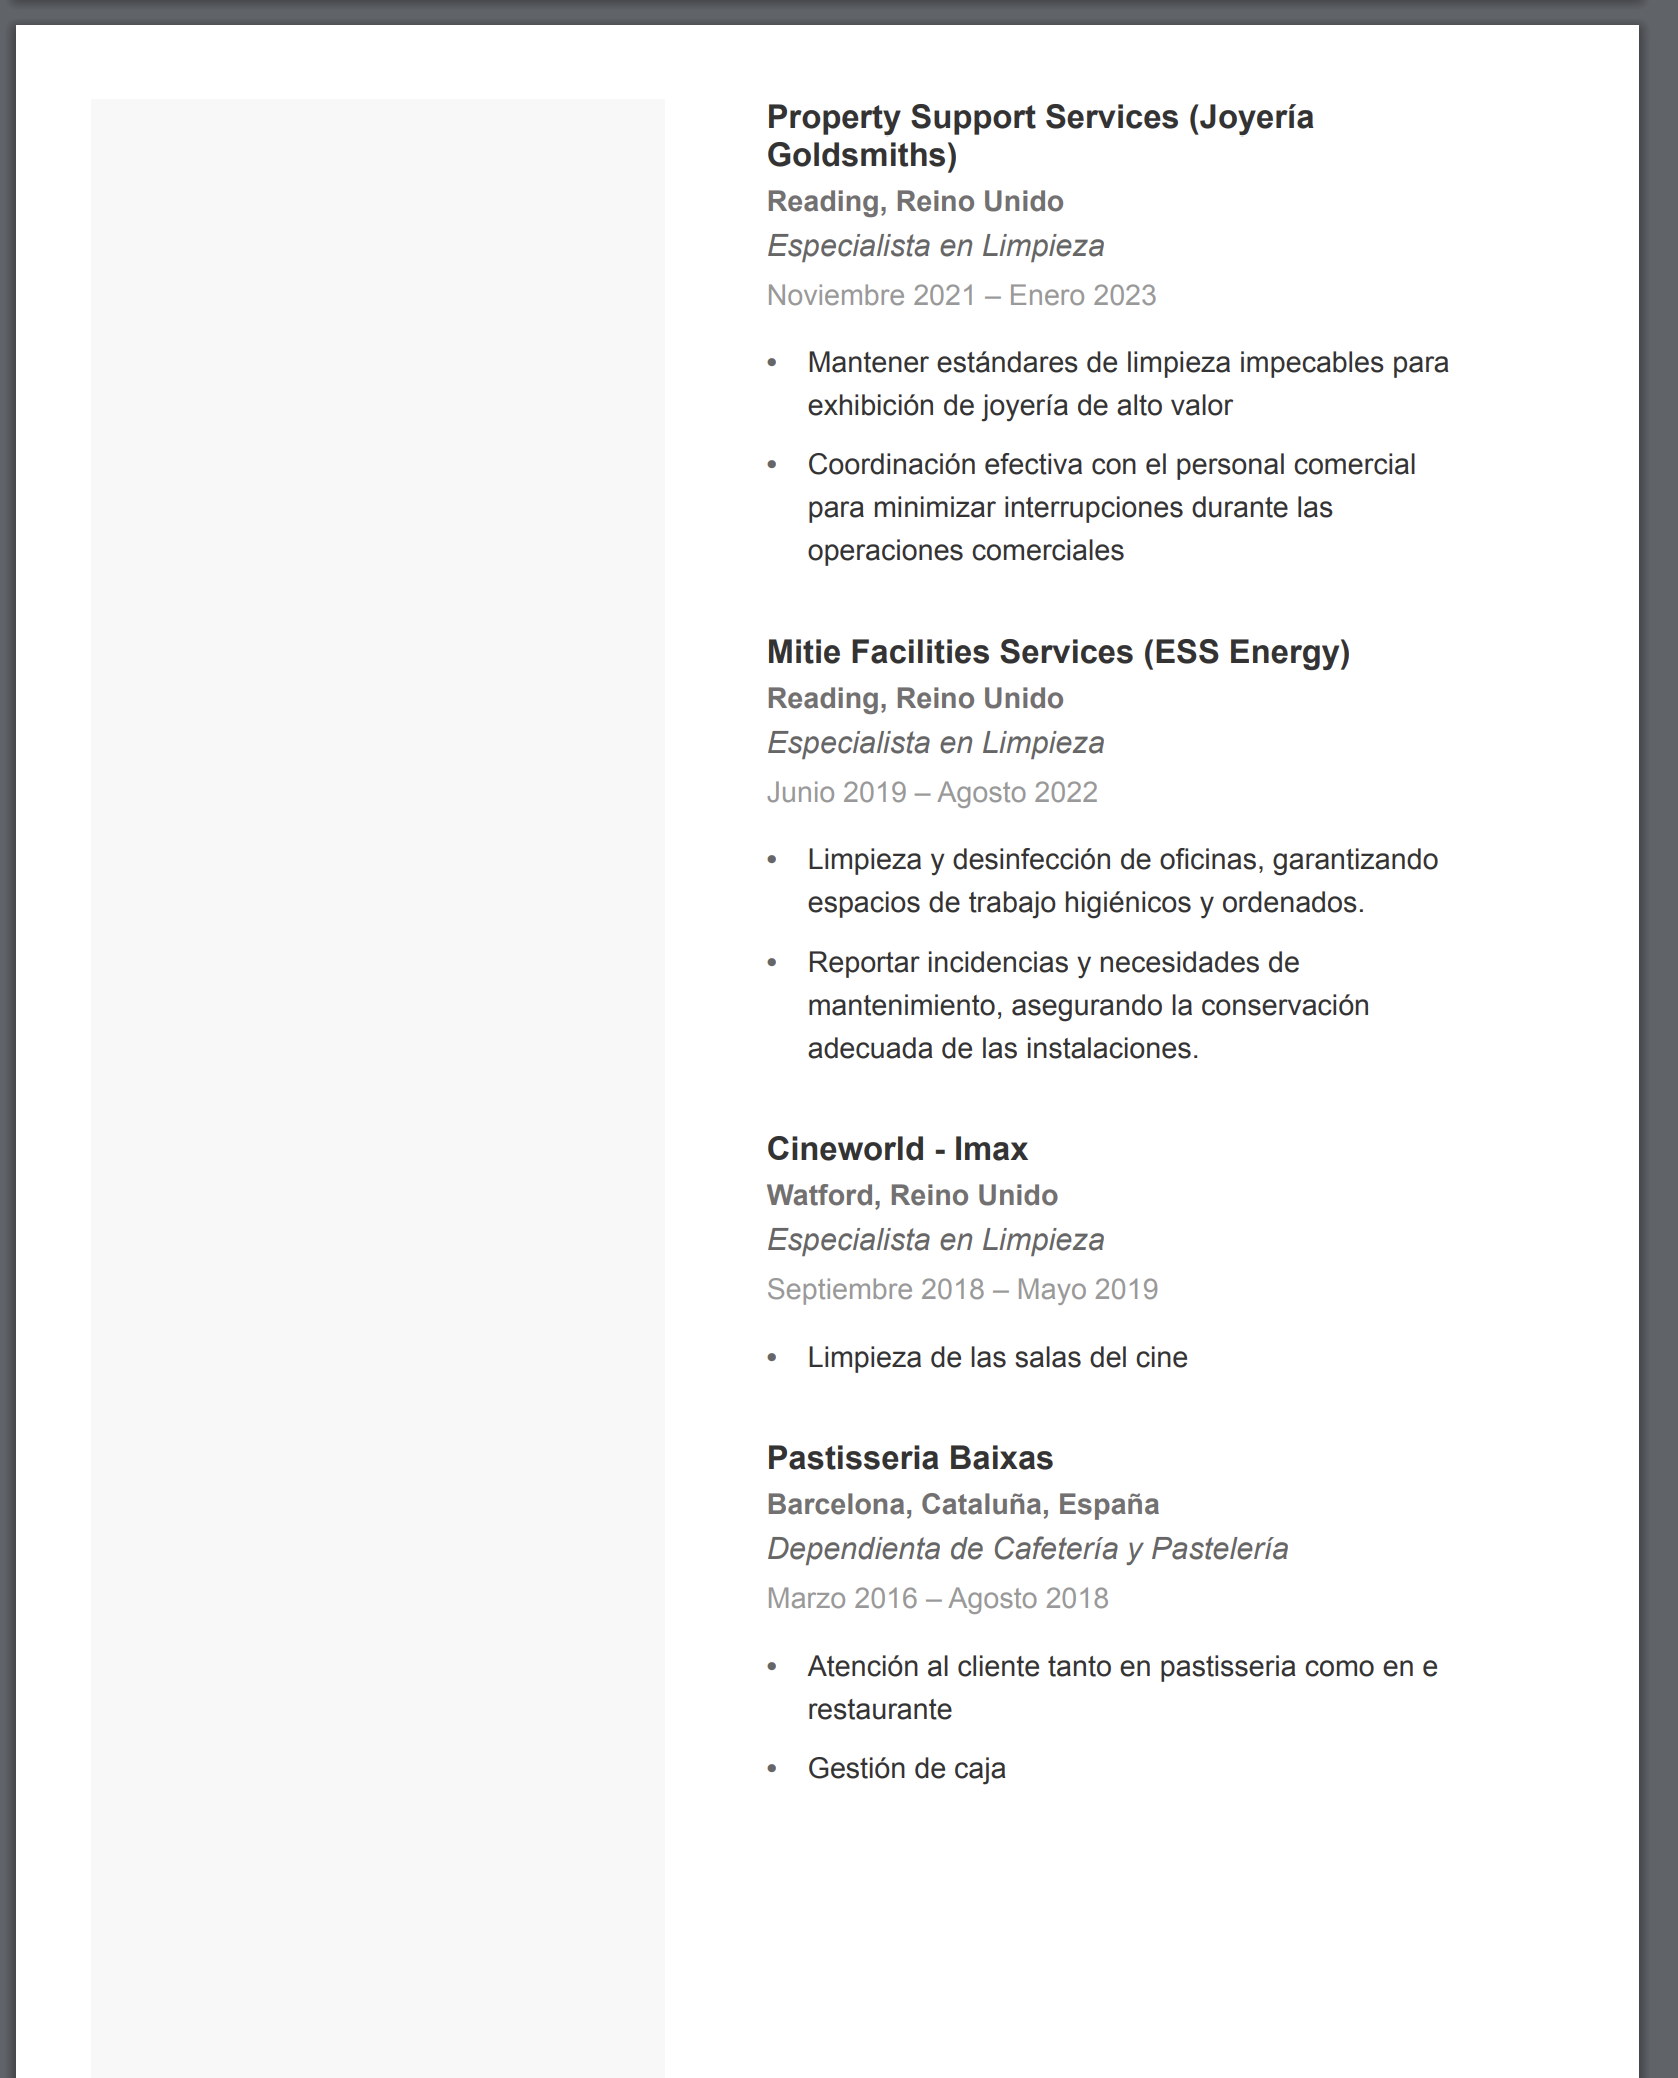 Property Support Services (Joyería
Goldsmiths)
Reading, Reino Unido
Especialista en Limpieza
Noviembre 2021 – Enero 2023
• Mantener estándares de limpieza impecables para
exhibición de joyería de alto valor
• Coordinación efectiva con el personal comercial
para minimizar interrupciones durante las
operaciones comerciales
Mitie Facilities Services (ESS Energy)
Reading, Reino Unido
Especialista en Limpieza
Junio 2019 – Agosto 2022
• Limpieza y desinfección de oficinas, garantizando
espacios de trabajo higiénicos y ordenados.
• Reportar incidencias y necesidades de
mantenimiento, asegurando la conservación
adecuada de las instalaciones.
Cineworld - Imax
Watford, Reino Unido
Especialista en Limpieza
Septiembre 2018 – Mayo 2019
• Limpieza de las salas del cine
Pastisseria Baixas
Barcelona, Cataluña, España
Dependienta de Cafetería y Pastelería
Marzo 2016 – Agosto 2018
• Atención al cliente tanto en pastisseria como en e
restaurante
• Gestión de caja